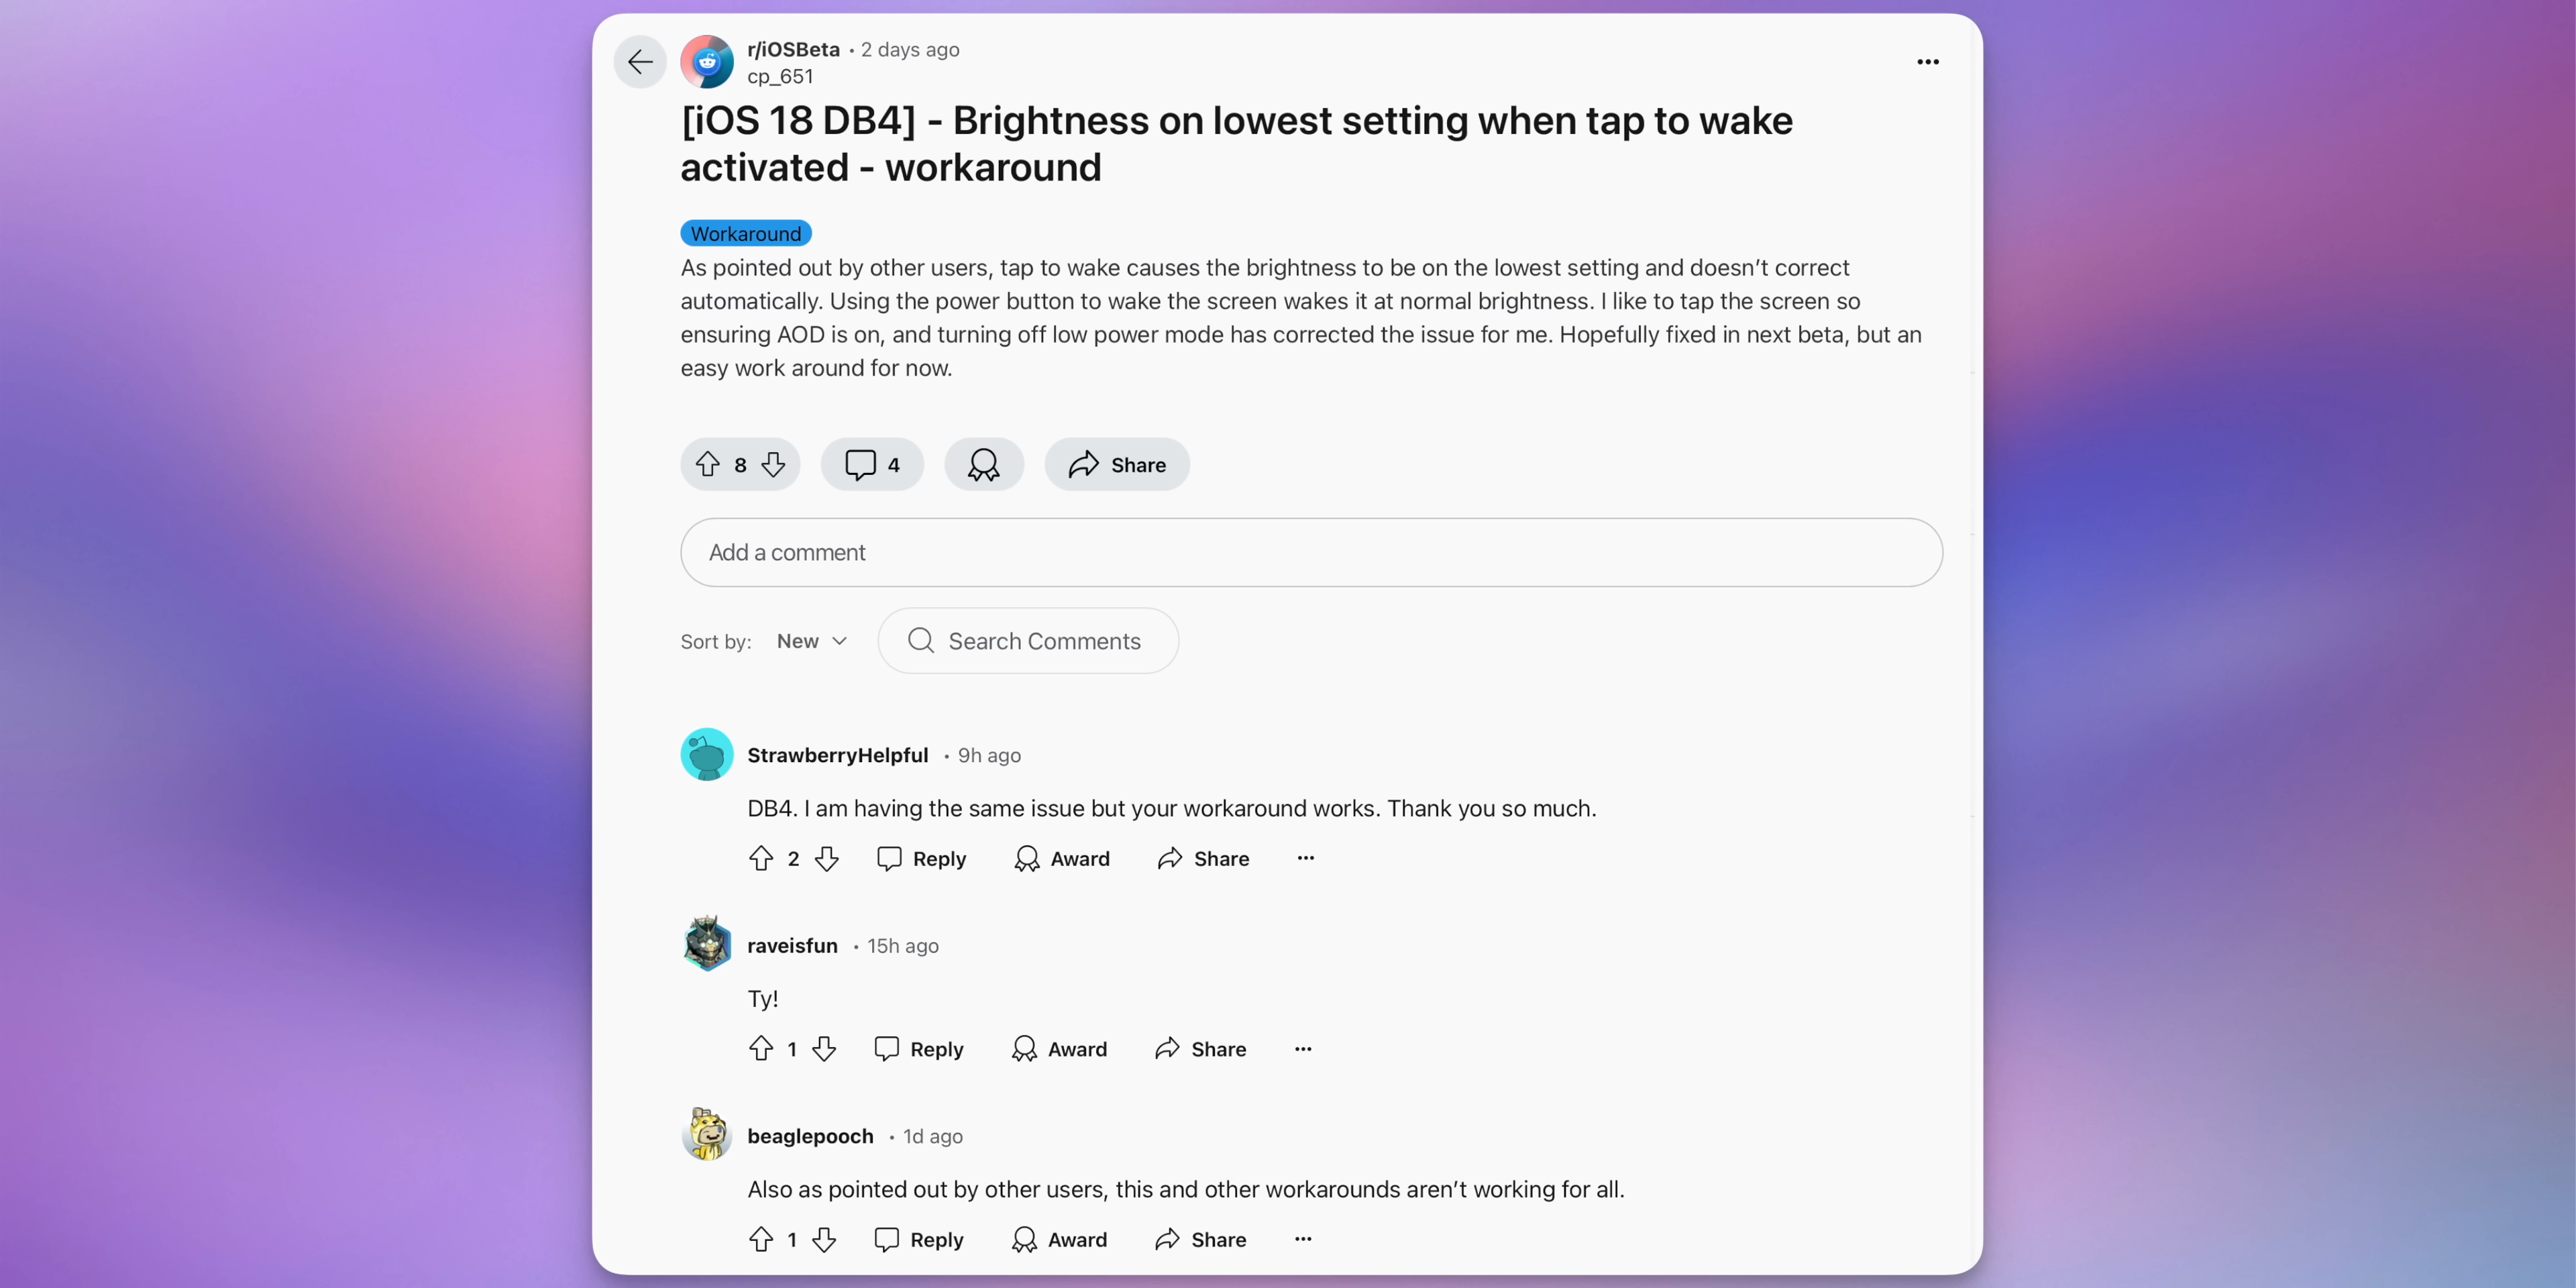 r/iOSBeta • 2 days ago
cp_651
[iOS 18 DB4] - Brightness on lowest setting when tap to wake
activated - workaround
Workaround
As pointed out by other users, tap to wake causes the brightness to be on the lowest setting and doesn’t correct
automatically. Using the power button to wake the screen wakes it at normal brightness. I like to tap the screen so
ensuring AOD is on, and turning off low power mode has corrected the issue for me. Hopefully fixed in next beta, but an
easy work around for now.
8 4 Share
Add a comment
Sort by: New Search Comments
StrawberryHelpful • 9h ago
DB4. I am having the same issue but your workaround works. Thank you so much.
2 Reply Award Share
raveisfun • 15h ago
Ty!
1 Reply Award Share
beaglepooch • 1d ago
Also as pointed out by other users, this and other workarounds aren’t working for all.
1 Reply Award Share